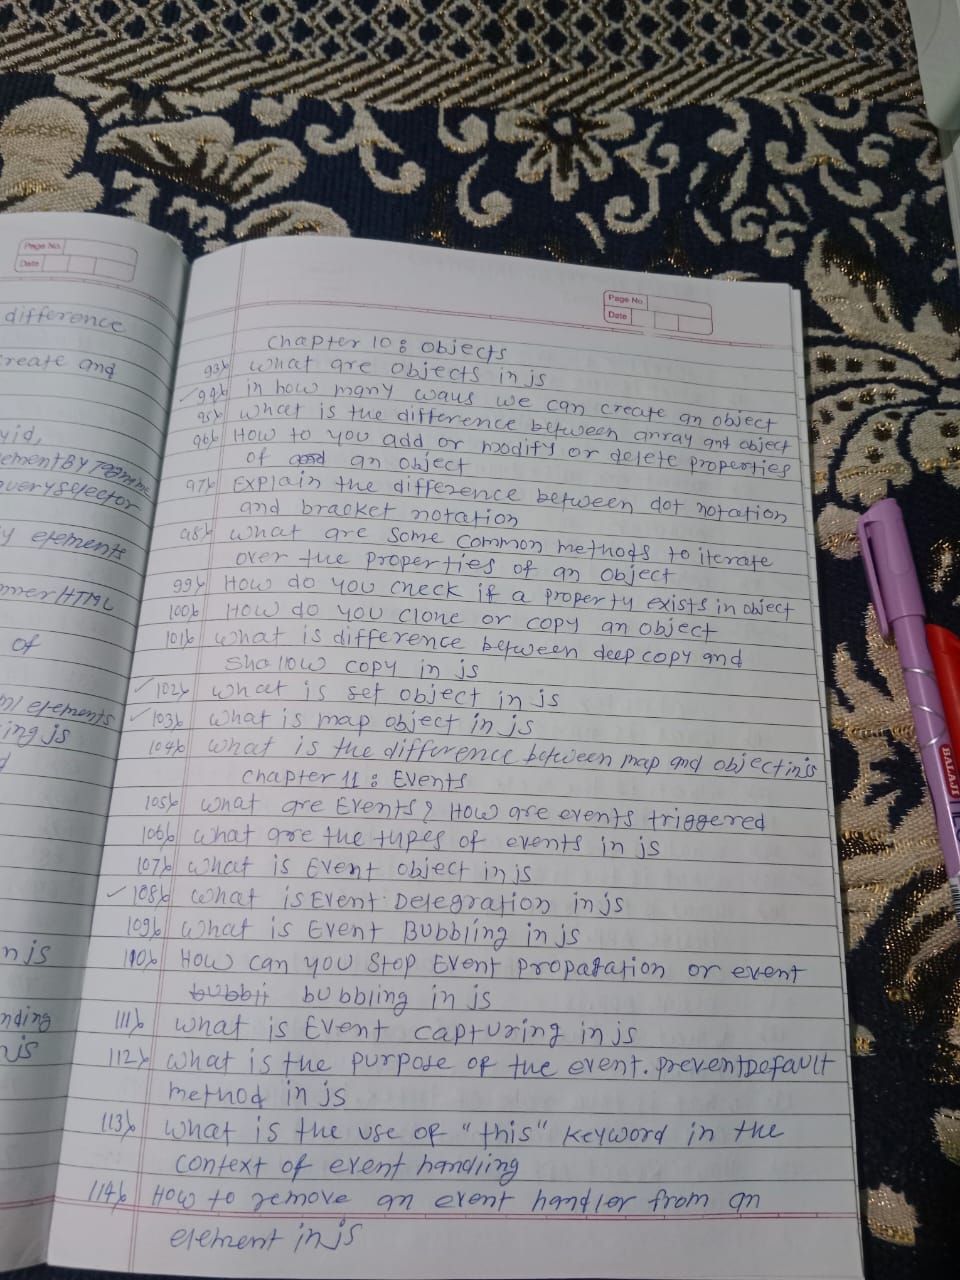 Page No.
Date
difference
create and
yid,
ementBy Tagname
queryselector
y elements
nnerHTML
of
ml elements
ing js
n js
nding
n js
Page No.
Date
chapter 10 : objects
93) what are objects in js
94) in how many ways we can create an object
95) what is the difference between array and object
96) How to you add or modify or delete properties
of an object
97) Explain the difference between dot notation
and bracket notation
98) what are some common methods to iterate
over the properties of an object
99) How do you check if a property exists in object
100) How do you clone or copy an object
101) what is difference between deep copy and
shallow copy in js
102) what is set object in js
103) what is map object in js
104) what is the difference between map and object in js
chapter 11 : Events
105) what are Events? How are events triggered
106) what are the types of events in js
107) what is Event object in js
108) what is Event Delegration in js
109) what is Event Bubbling in js
110) How can you stop Event propagation or event
bubbli bubbling in js
111) what is Event capturing in js
112) what is the purpose of the event.preventDefault
method in js
113) what is the use of "this" keyword in the
context of event handling
114) How to remove an event handler from an
element in js
BALAJI